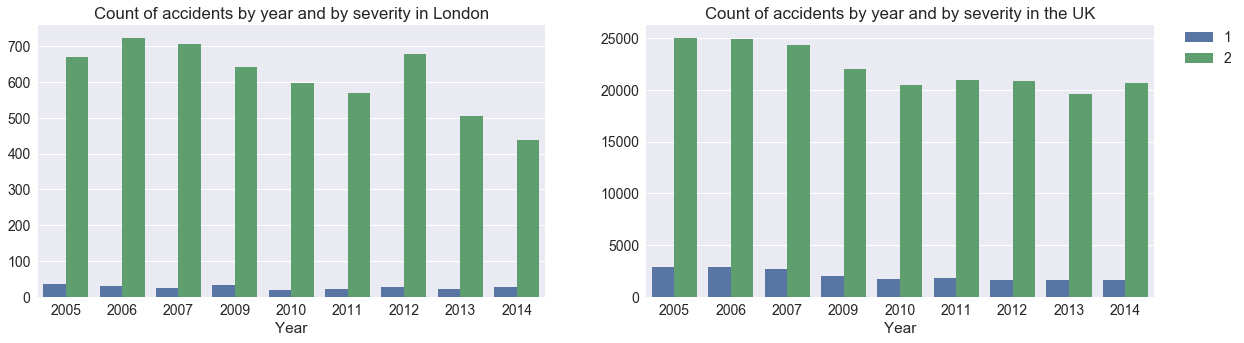 Count of accidents by year and by severity in London
700
600
500
400
300
200
100
0
2005 2006 2007 2009 2010 2011 2012 2013 2014
Year
Count of accidents by year and by severity in the UK
25000
20000
15000
10000
5000
0
2005 2006 2007 2009 2010 2011 2012 2013 2014
Year
1
2